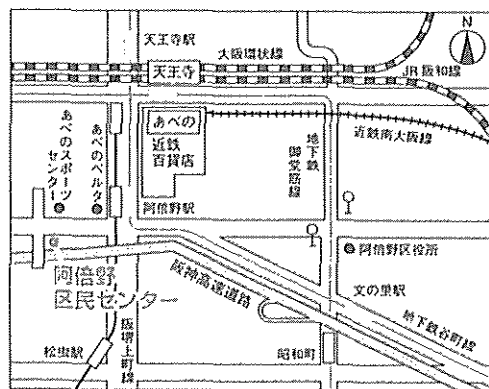 天王寺駅
大阪環状線
N
天王寺
JR阪和線
あべの
近鉄
百貨店
近鉄南大阪線
地下鉄
御堂筋線
あべのベルタ
あべのスポーツ
センター
阿倍野駅
阿倍野区役所
阿倍野
区民センター
阪神高速道路
文の里駅
地下鉄谷町線
阪堺上町線
松虫駅
昭和町